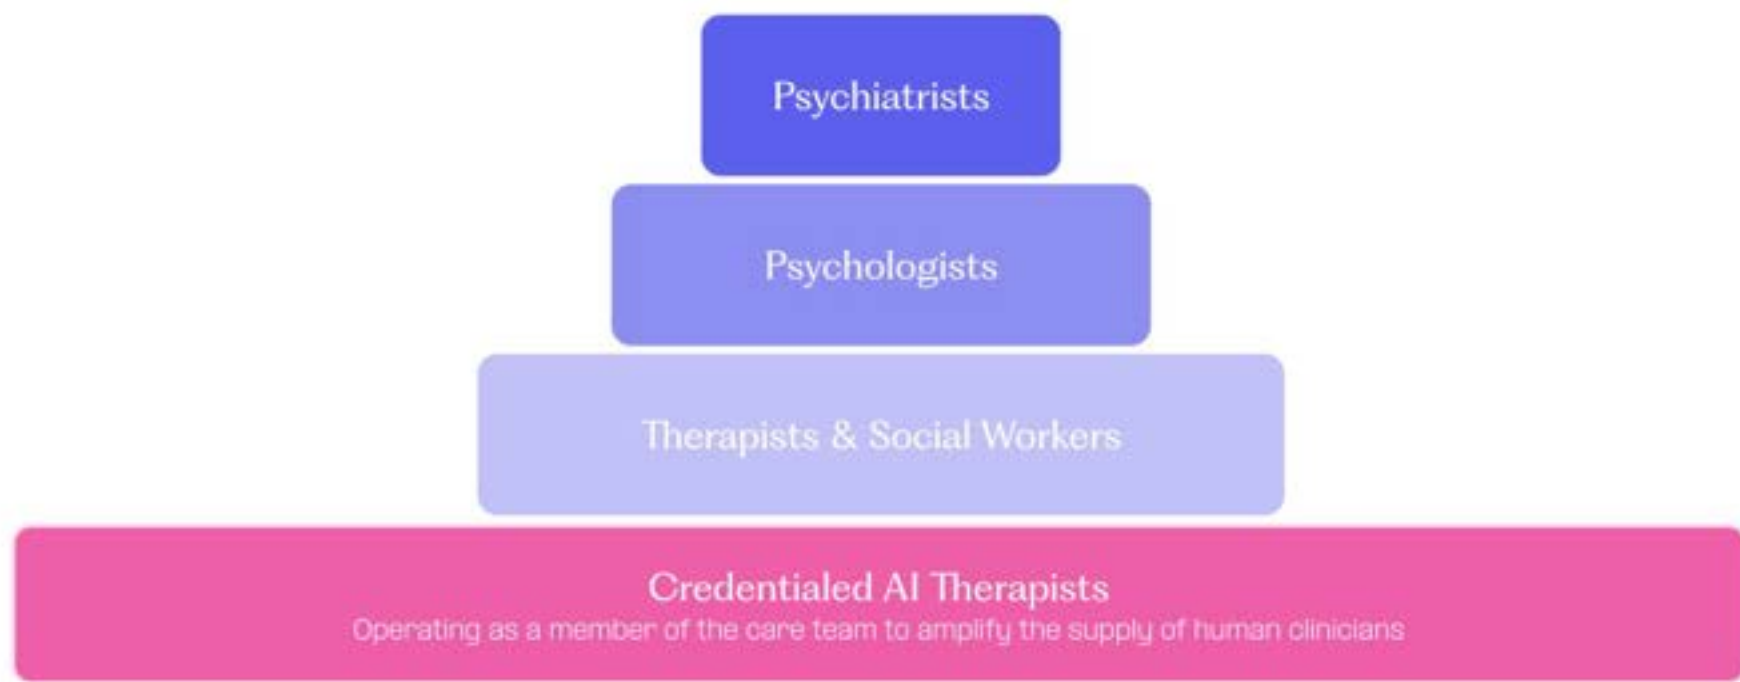 Psychiatrists
Psychologists
Therapists & Social Workers
Credentialed AI Therapists
Operating as a member of the care team to amplify the supply of human clinicians